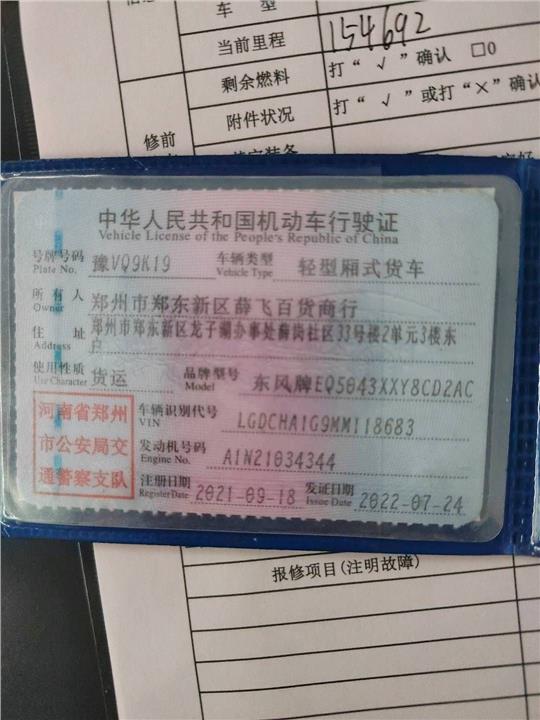 车 型
当前里程 154692
剩余燃料 打“√”确认 □0
附件状况 打“√”或打“×”确认
修前
中华人民共和国机动车行驶证
Vehicle License of the People's Republic of China
号牌号码 豫VQ9K19 车辆类型 轻型厢式货车
Plate No. Vehicle Type
所有人 郑州市郑东新区薛飞百货商行
Owner
住址 郑州市郑东新区龙子湖办事处薛岗社区33号楼2单元3楼东
户
使用性质 货运 品牌型号 东风牌EQ5043XXY8CD2AC
Use Character Model
河南省郑州
市公安局交
通警察支队
车辆识别代号 LGDCHA1G9MM118683
VIN
发动机号码 A1N21034344
Engine No.
注册日期 2021-09-18 发证日期 2022-07-24
Register Date Issue Date
报修项目(注明故障)